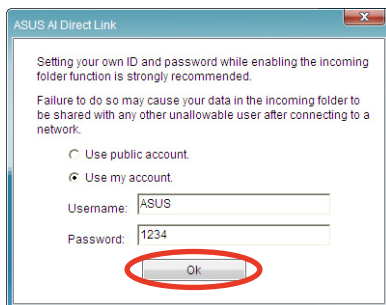 ASUS AI Direct Link
Setting your own ID and password while enabling the incoming
folder function is strongly recommended.
Failure to do so may cause your data in the incoming folder to
be shared with any other unallowable user after connecting to a
network.
Use public account.
Use my account.
Username: ASUS
Password: 1234
Ok